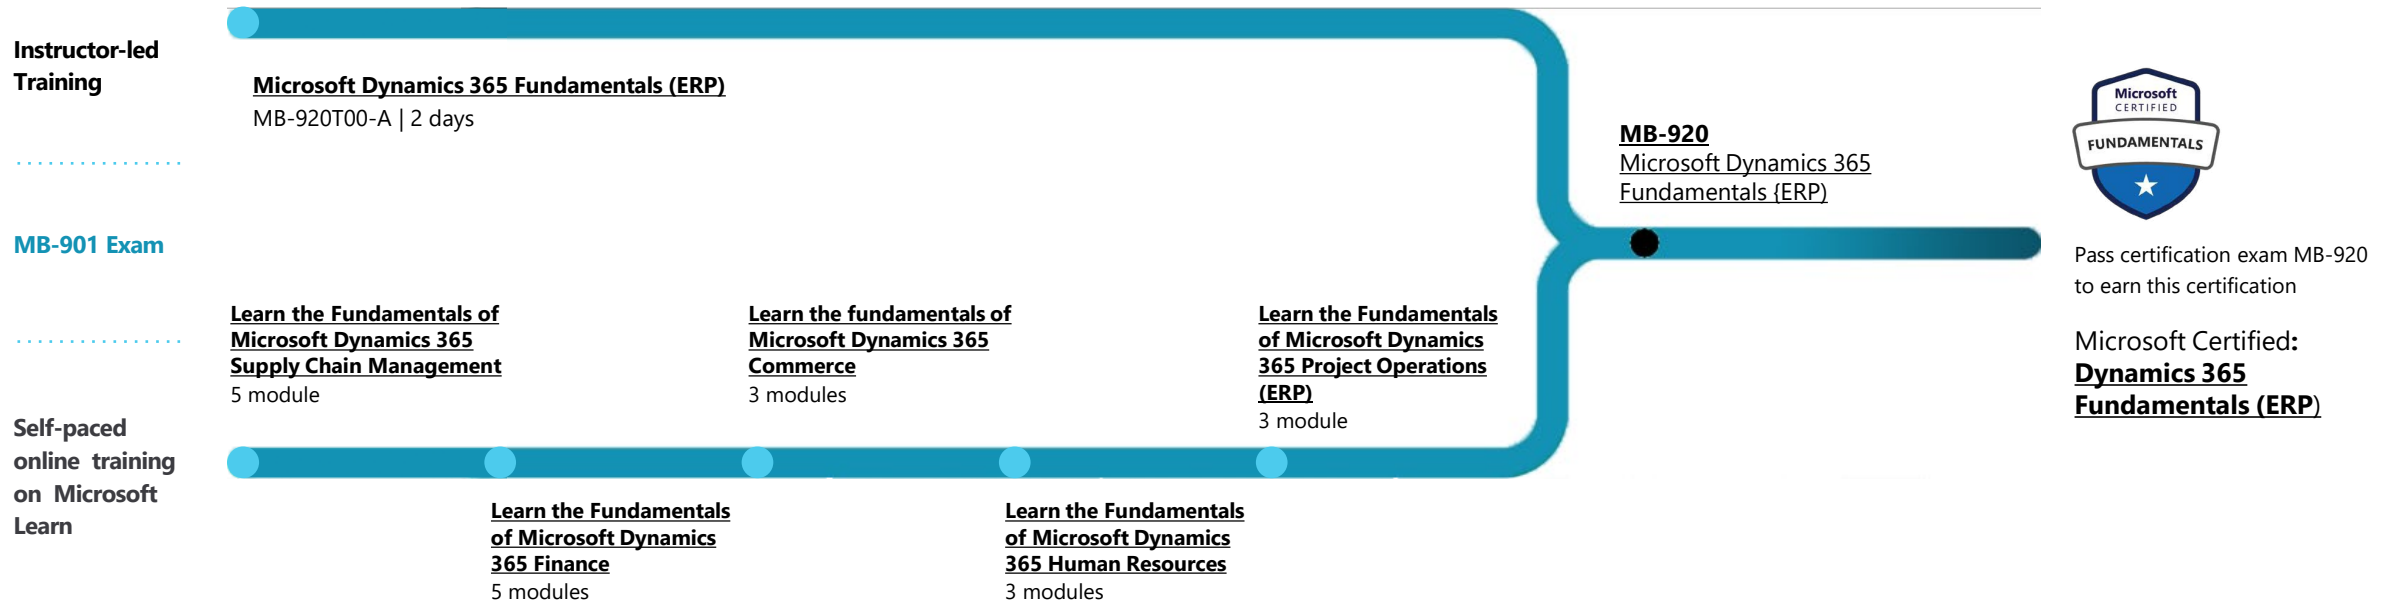 Instructor-led
Training
Microsoft Dynamics 365 Fundamentals (ERP)
MB-920T00-A | 2 days
MB-901 Exam
MB-920
Microsoft Dynamics 365
Fundamentals {ERP)
Microsoft
CERTIFIED
FUNDAMENTALS
Pass certification exam MB-920
to earn this certification
Microsoft Certified:
Dynamics 365
Fundamentals (ERP)
Self-paced
online training
on Microsoft
Learn
Learn the Fundamentals of
Microsoft Dynamics 365
Supply Chain Management
5 module
Learn the Fundamentals
of Microsoft Dynamics
365 Finance
5 modules
Learn the fundamentals of
Microsoft Dynamics 365
Commerce
3 modules
Learn the Fundamentals
of Microsoft Dynamics
365 Human Resources
3 modules
Learn the Fundamentals
of Microsoft Dynamics
365 Project Operations
(ERP)
3 module